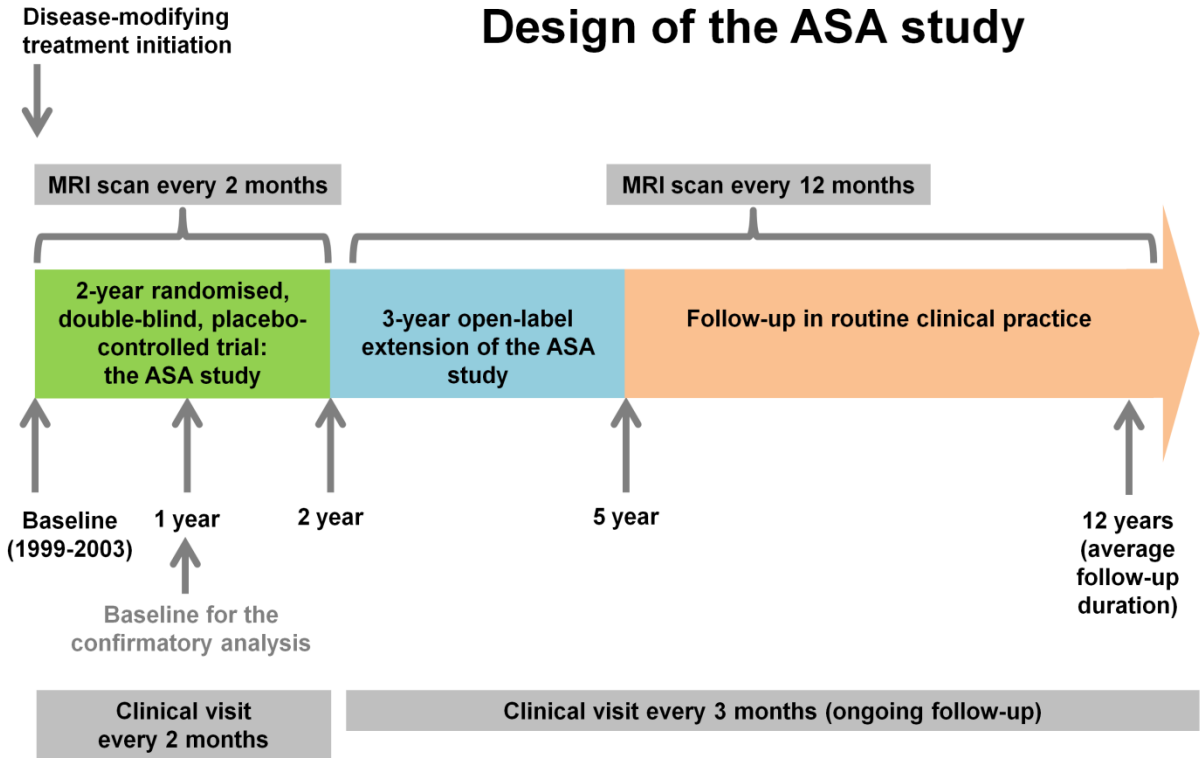 Disease-modifying
treatment initiation
Design of the ASA study
MRI scan every 2 months
MRI scan every 12 months
2-year randomised,
double-blind, placebo-
controlled trial:
the ASA study
3-year open-label
extension of the ASA
study
Follow-up in routine clinical practice
Baseline
(1999-2003)
1 year
2 year
5 year
12 years
(average
follow-up
duration)
Baseline for the
confirmatory analysis
Clinical visit
every 2 months
Clinical visit every 3 months (ongoing follow-up)